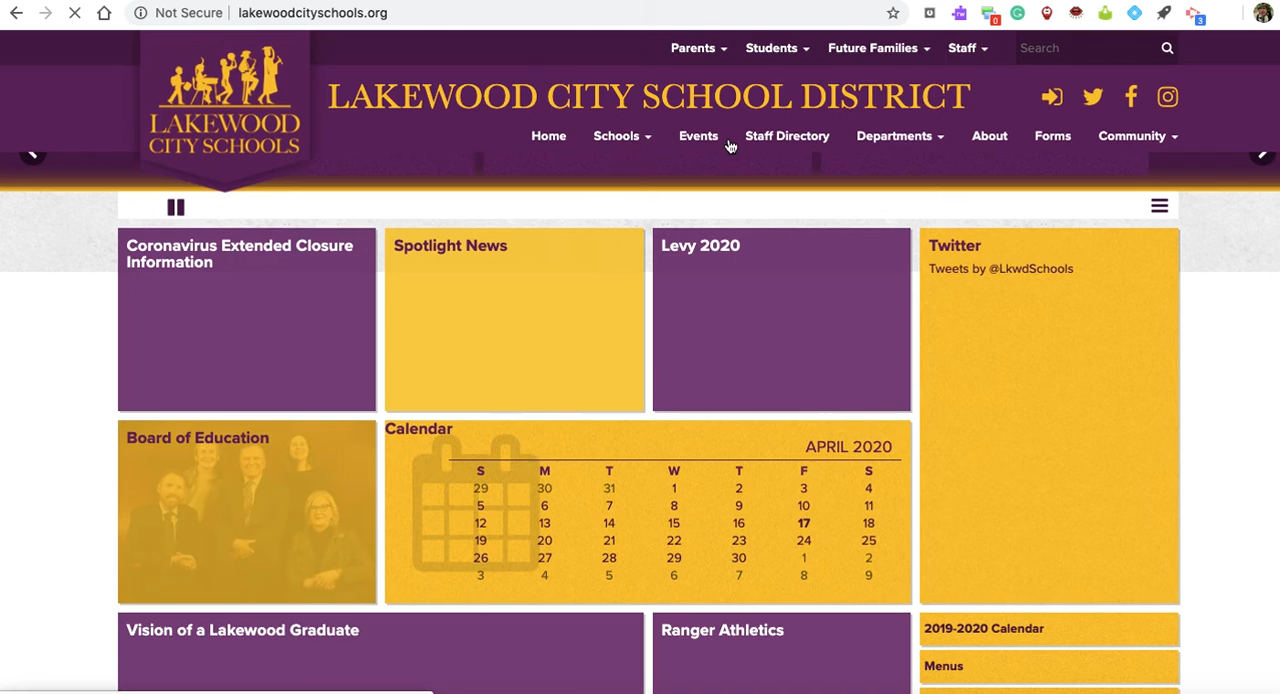 Not Secure | lakewoodcityschools.org
0
3
Parents Students Future Families Staff Search
LAKEWOOD CITY SCHOOLS
LAKEWOOD CITY SCHOOL DISTRICT
Home Schools Events Staff Directory Departments About Forms Community
Coronavirus Extended Closure
Information
Spotlight News
Levy 2020
Twitter
Tweets by @LkwdSchools
Board of Education
Calendar
APRIL 2020
S M T W T F S
29 30 31 1 2 3 4
5 6 7 8 9 10 11
12 13 14 15 16 17 18
19 20 21 22 23 24 25
26 27 28 29 30 1 2
3 4 5 6 7 8 9
Vision of a Lakewood Graduate
Ranger Athletics
2019-2020 Calendar
Menus